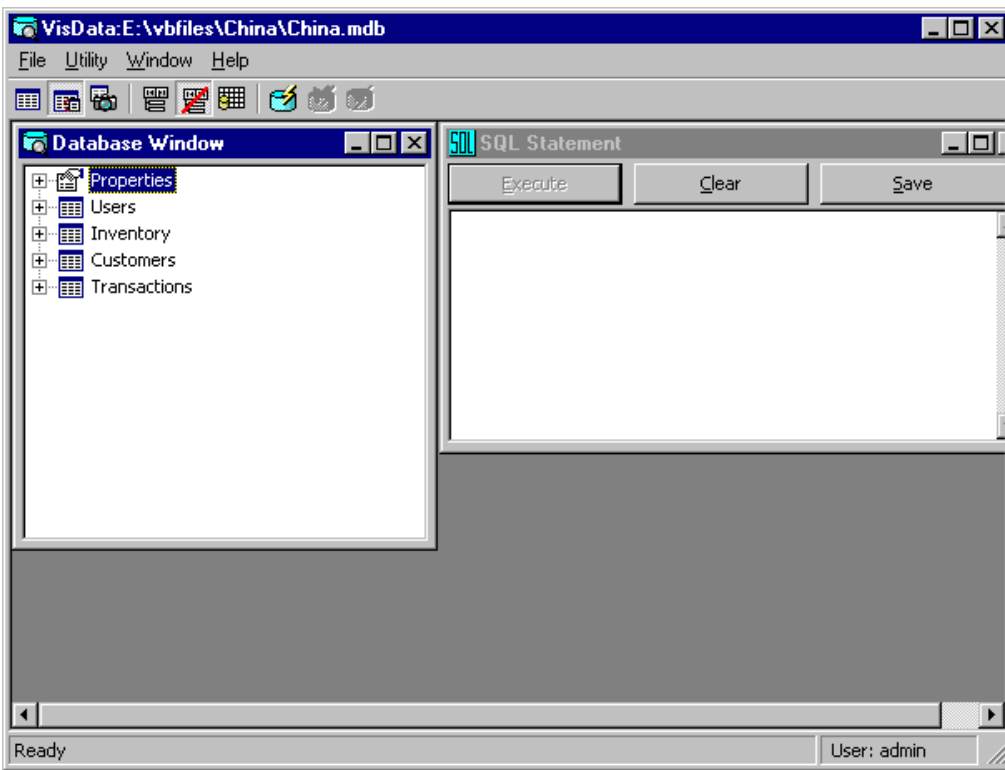 VisData:E:\vbfiles\China\China.mdb
File Utility Window Help
Database Window
Properties
Users
Inventory
Customers
Transactions
SQL SQL Statement
Execute Clear Save
Ready User: admin